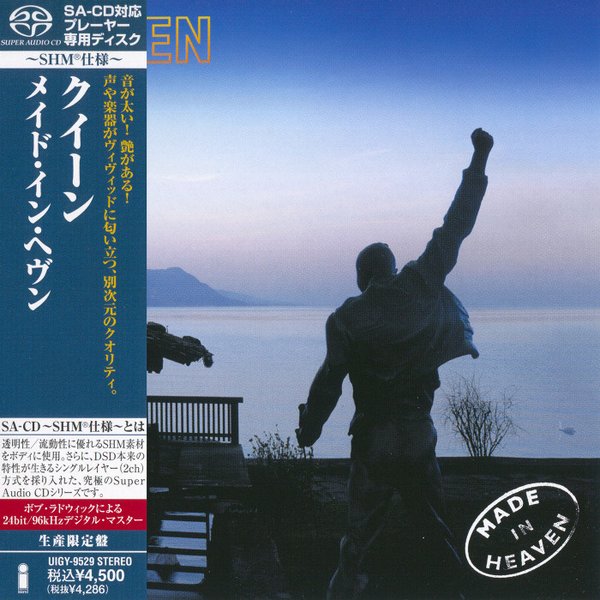 SUPER AUDIO CD
SA-CD対応
プレーヤー
専用ディスク
～SHM®仕様～
クイーン
メイド・イン・ヘヴン
音が太い！艶がある！
声や楽器がヴィヴィッドに匂い立つ、別次元のクオリティ。
SA-CD～SHM®仕様～とは
透明性／流動性に優れるSHM素材
をボディに使用。さらに、DSD本来の
特性が生きるシングルレイヤー(2ch)
方式を採り入れた、究極のSuper
Audio CDシリーズです。
ボブ・ラドウィックによる
24bit/96kHzデジタル・マスター
生産限定盤
UIGY-9529 STEREO
税込¥4,500
(税抜¥4,286)
EN
MADE
IN
HEAVEN